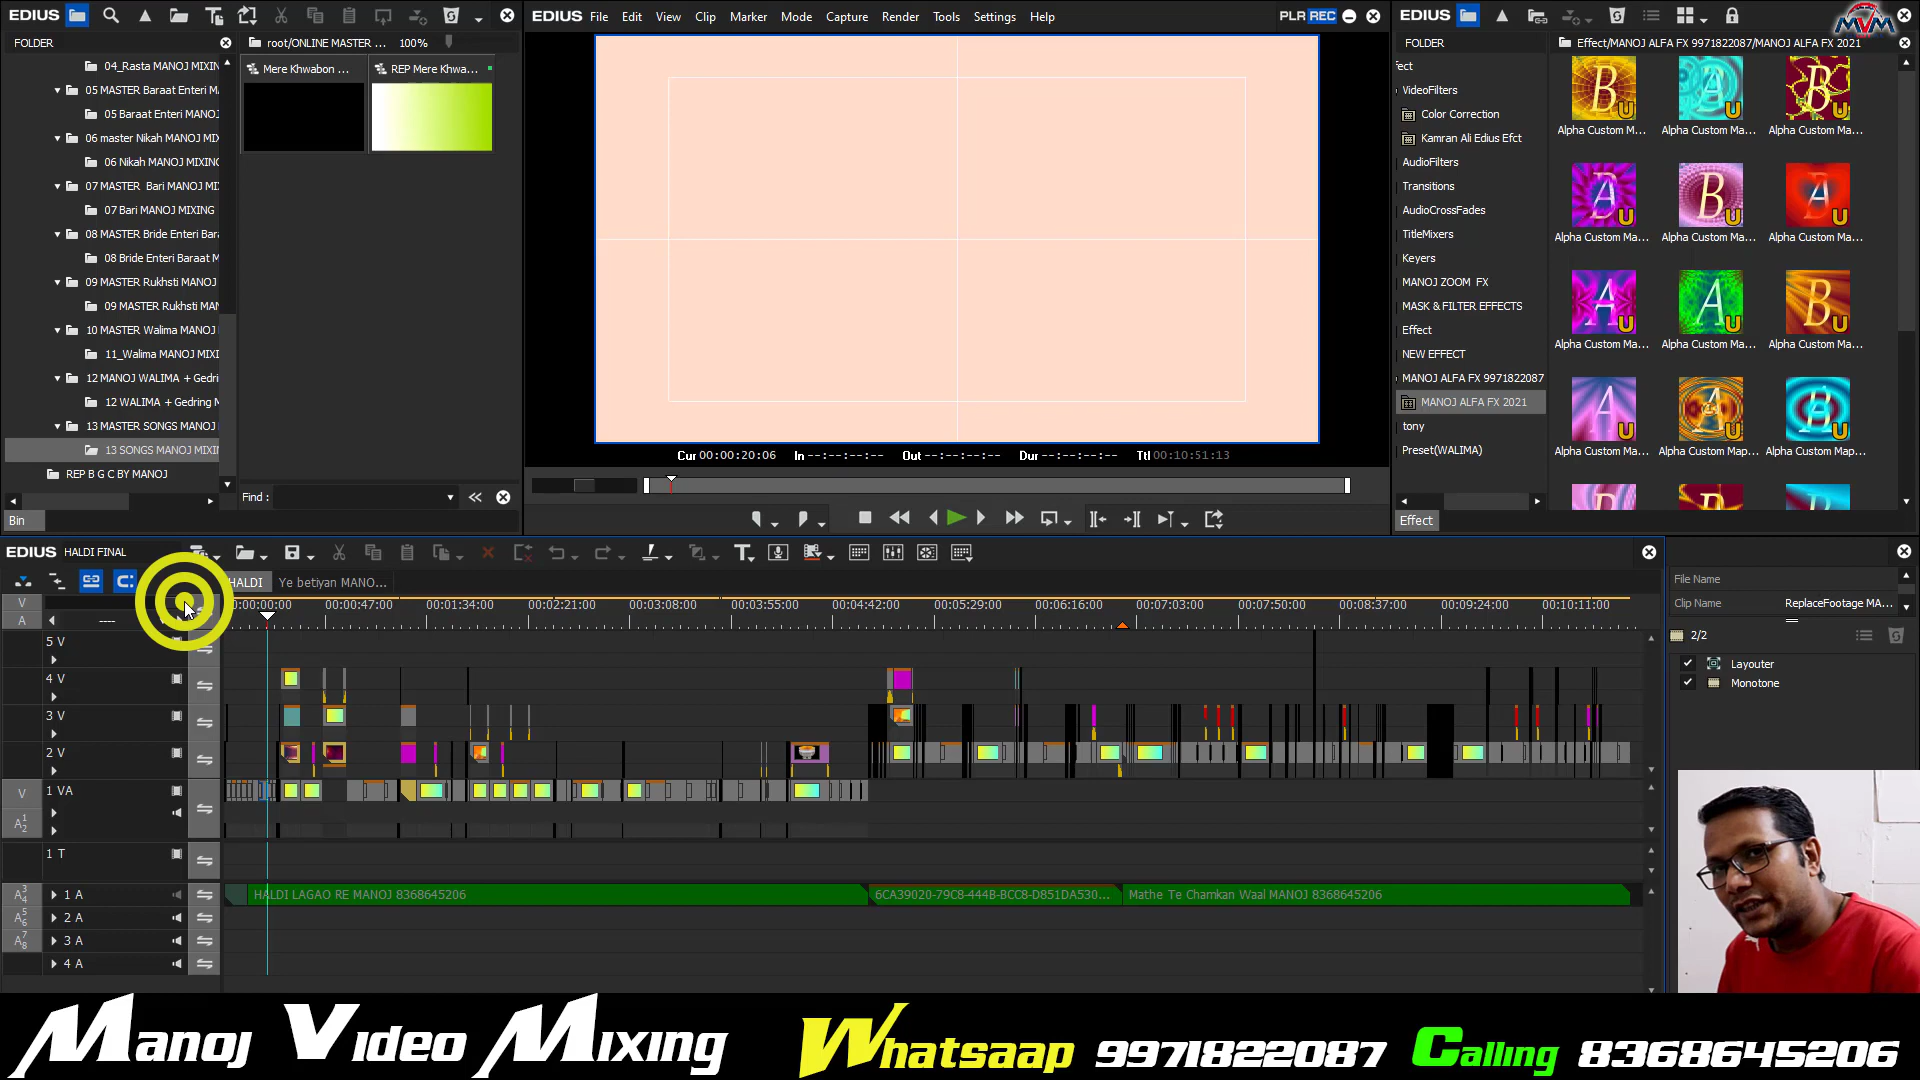 EDIUS
FOLDER
04_Rasta MANOJ MIXIN
05 MASTER Baraat Enteri M
05 Baraat Enteri MANOJ
06 master Nikah MANOJ MIX
06 Nikah MANOJ MIXING
07 MASTER Bari MANOJ MI
07 Bari MANOJ MIXING
08 MASTER Bride Enteri Bar
08 Bride Enteri Baraat M
09 MASTER Rukhsti MANOJ
09 MASTER Rukhsti MAN
10 MASTER Walima MANOJ
11_Walima MANOJ MIXI
12 MANOJ WALIMA + Gedri
12 WALIMA + Gedring M
13 MASTER SONGS MANOJ
13 SONGS MANOJ MIXIN
REP B G C BY MANOJ
Bin
root/ONLINE MASTER ... 100%
Mere Khwabon ...
REP Mere Khwa...
Find :
EDIUS File Edit View Clip Marker Mode Capture Render Tools Settings Help PLR REC
Cur 00:00:20:06 In --:--:--:-- Out --:--:--:-- Dur --:--:--:-- Ttl 00:10:51:13
EDIUS
MVM
FOLDER
Effect/MANOJ ALFA FX 9971822087/MANOJ ALFA FX 2021
fect
VideoFilters
Color Correction
Kamran Ali Edius Efct
AudioFilters
Transitions
AudioCrossFades
TitleMixers
Keyers
MANOJ ZOOM FX
MASK & FILTER EFFECTS
Effect
NEW EFFECT
MANOJ ALFA FX 9971822087
MANOJ ALFA FX 2021
tony
Preset(WALIMA)
Effect
B U A U B U
Alpha Custom M... Alpha Custom Ma... Alpha Custom Ma...
A U B U A U
Alpha Custom Ma... Alpha Custom Ma... Alpha Custom Ma...
A U A U B U
Alpha Custom Ma... Alpha Custom Ma... Alpha Custom Ma...
A U A U B U
Alpha Custom Ma... Alpha Custom Map... Alpha Custom Map...
EDIUS HALDI FINAL
HALDI Ye betiyan MANO...
0:00:00:00 00:00:47:00 00:01:34:00 00:02:21:00 00:03:08:00 00:03:55:00 00:04:42:00 00:05:29:00 00:06:16:00 00:07:03:00 00:07:50:00 00:08:37:00 00:09:24:00 00:10:11:00
V
A ----
5 V
4 V
3 V
2 V
V 1 VA
A 1 2
1 T
A 3 4 1 A HALDI LAGAO RE MANOJ 8368645206 6CA39020-79C8-444B-BCC8-D851DA530... Mathe Te Chamkan Waal MANOJ 8368645206
A 5 6 2 A
A 7 8 3 A
4 A
File Name
Clip Name ReplaceFootage MA...
2/2
Layouter
Monotone
Manoj Video Mixing Whatsaap 9971822087 Calling 8368645206